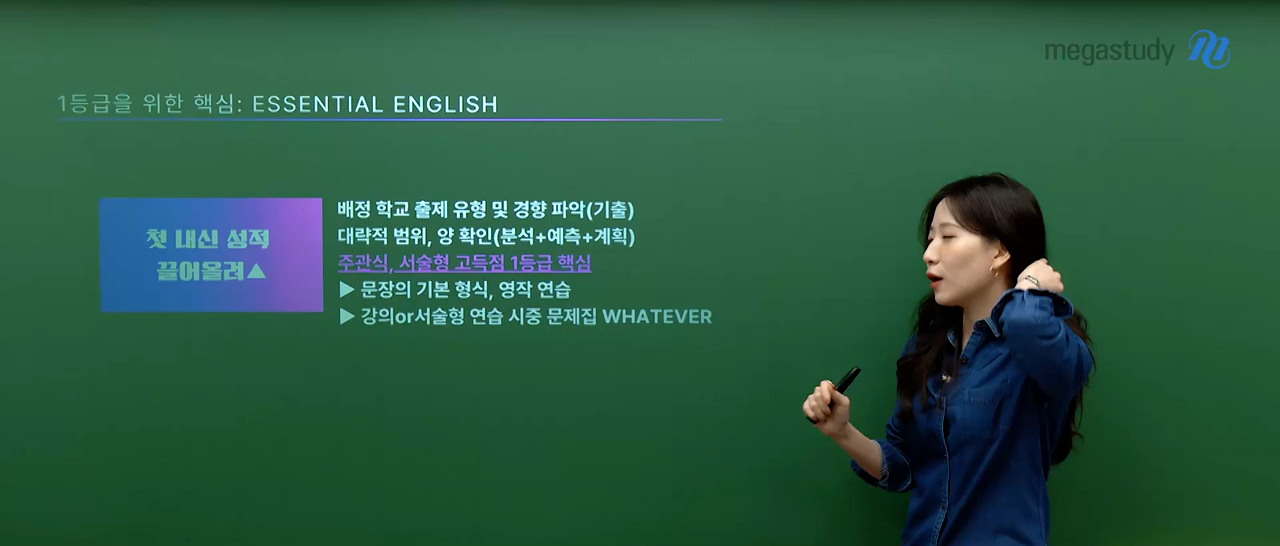 megastudy
1등급을 위한 핵심: ESSENTIAL ENGLISH
첫 내신 성적
끌어올려▲
배정 학교 출제 유형 및 경향 파악(기출)
대략적 범위, 양 확인(분석+예측+계획)
주관식, 서술형 고득점 1등급 핵심
▶ 문장의 기본 형식, 영작 연습
▶ 강의or서술형 연습 시중 문제집 WHATEVER